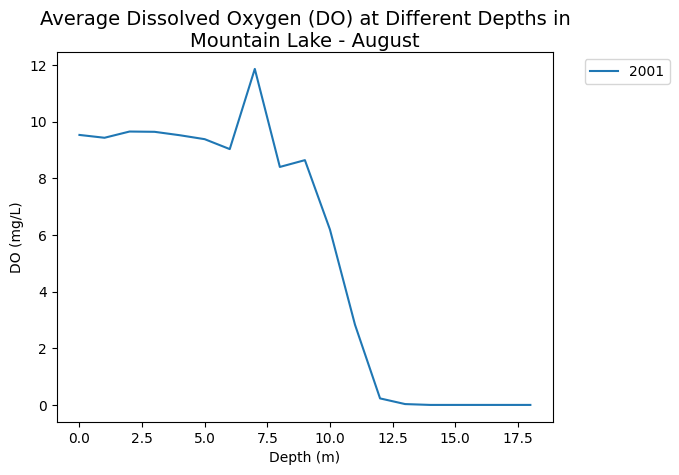 Average Dissolved Oxygen (DO) at Different Depths in
Mountain Lake - August
2001
12
10
8
6
4
2
0
DO (mg/L)
0.0 2.5 5.0 7.5 10.0 12.5 15.0 17.5
Depth (m)